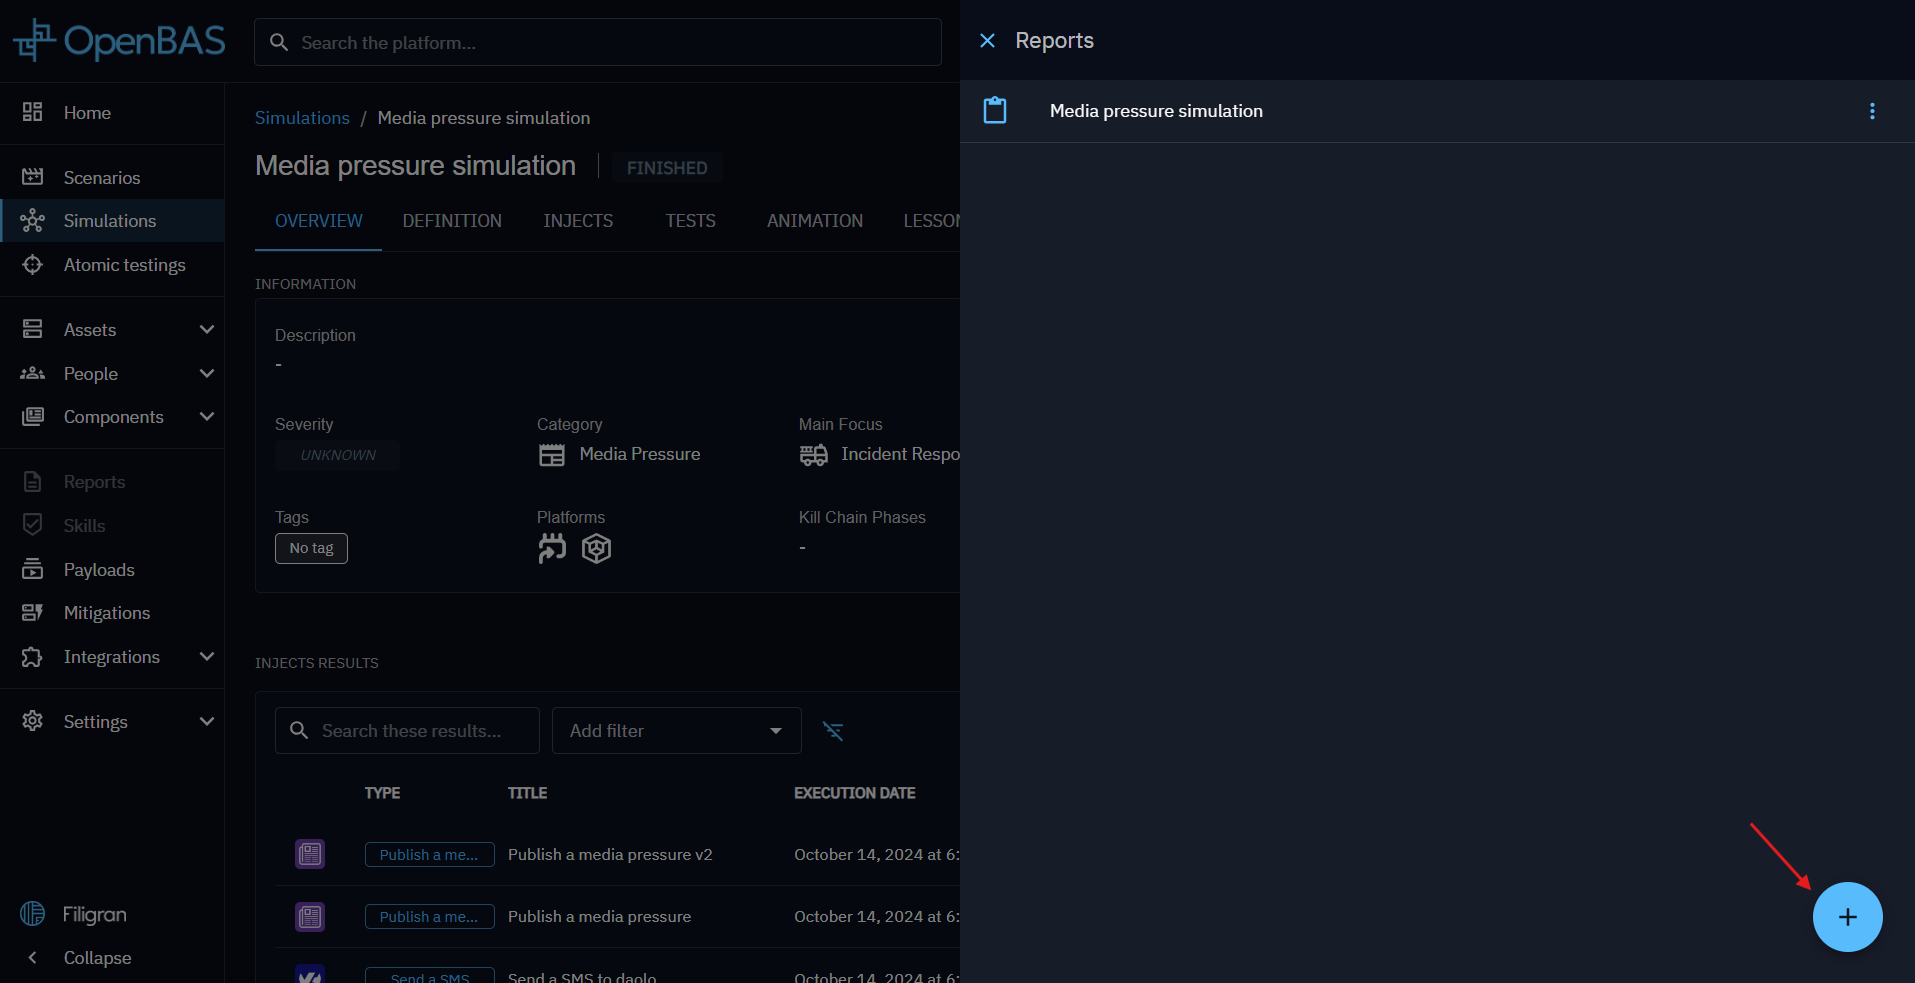 OpenBAS
Search the platform...
Home
Scenarios
Simulations
Atomic testings
Assets
People
Components
Reports
Skills
Payloads
Mitigations
Integrations
Settings
Filigran
Collapse
Simulations / Media pressure simulation
Media pressure simulation
FINISHED
OVERVIEW DEFINITION INJECTS TESTS ANIMATION LESSON
INFORMATION
Description
-
Severity Category Main Focus
UNKNOWN Media Pressure Incident Respo
Tags Platforms Kill Chain Phases
No tag -
INJECTS RESULTS
Search these results... Add filter
TYPE TITLE EXECUTION DATE
Publish a me... Publish a media pressure v2 October 14, 2024 at 6:
Publish a me... Publish a media pressure October 14, 2024 at 6:
Send a SMS Send a SMS to daolo October 14, 2024 at 6:
Reports
Media pressure simulation